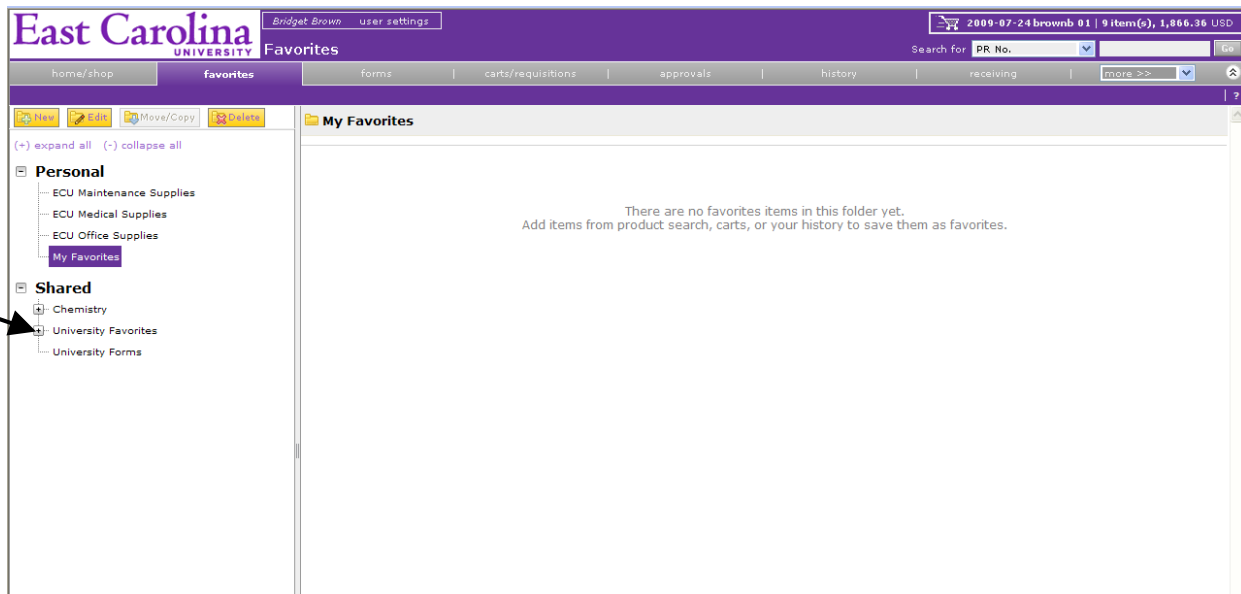 East Carolina
UNIVERSITY
Bridget Brown user settings
2009-07-24 brownb 01 | 9 item(s), 1,866.36 USD
Favorites
Search for PR No. Go
home/shop favorites forms | carts/requisitions | approvals | history | receiving | more >>
| ?
New Edit Move/Copy Delete
My Favorites
(+) expand all (-) collapse all
Personal
ECU Maintenance Supplies
ECU Medical Supplies
ECU Office Supplies
My Favorites
There are no favorites items in this folder yet.
Add items from product search, carts, or your history to save them as favorites.
Shared
Chemistry
University Favorites
University Forms